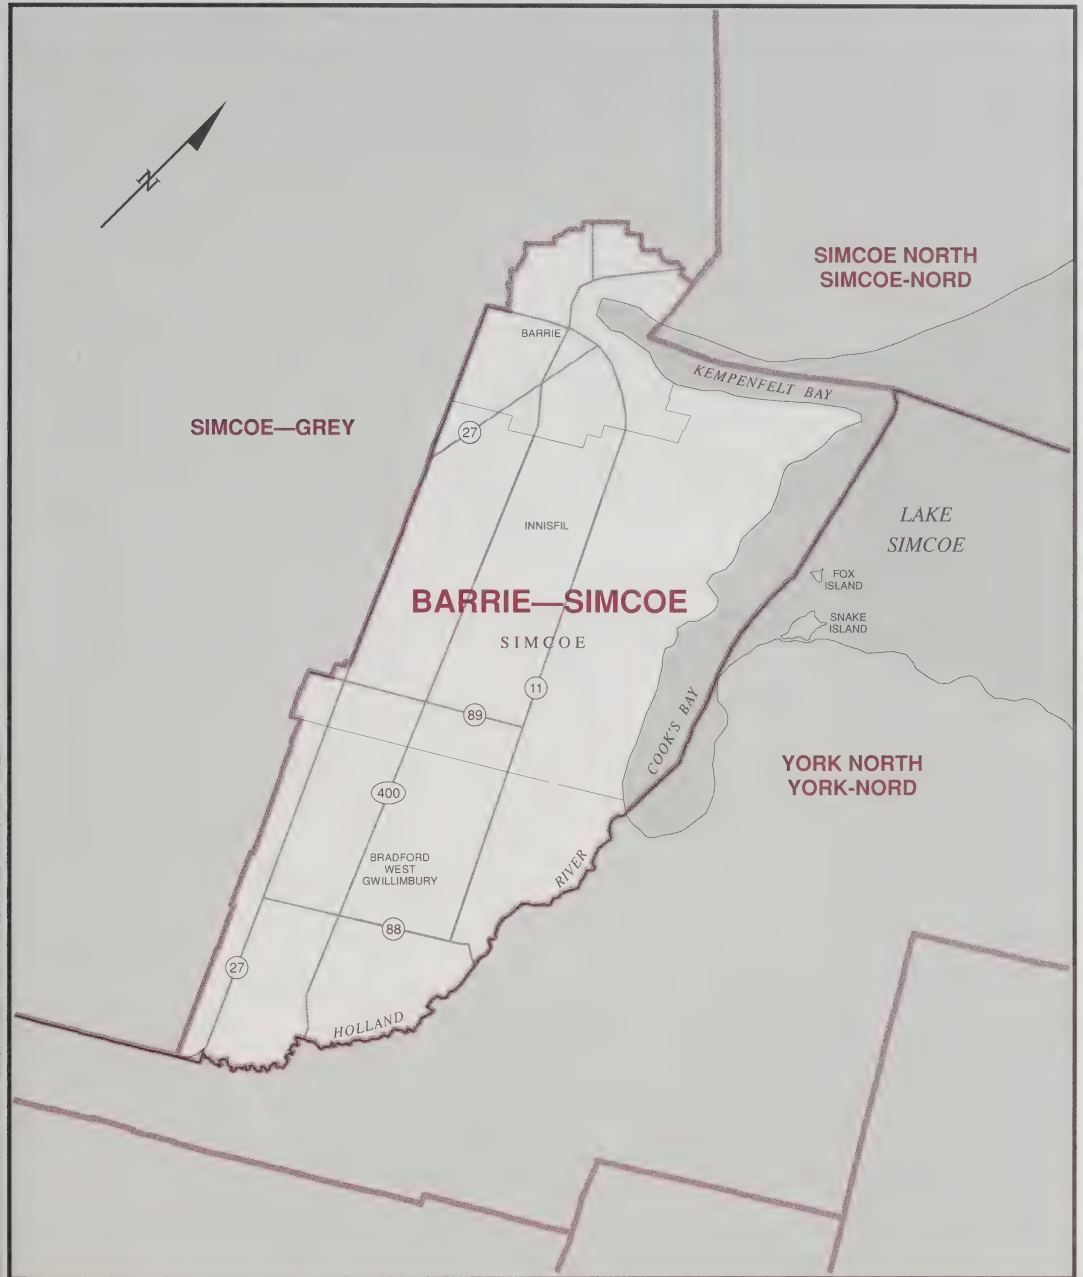 N
SIMCOE NORTH
SIMCOE-NORD
BARRIE
KEMPENFELT BAY
SIMCOE—GREY
27
LAKE
SIMCOE
INNISFIL
FOX
ISLAND
BARRIE—SIMCOE
SNAKE
ISLAND
SIMCOE
11
89
COOK'S BAY
YORK NORTH
YORK-NORD
400
BRADFORD
WEST
GWILLIMBURY
RIVER
88
27
HOLLAND